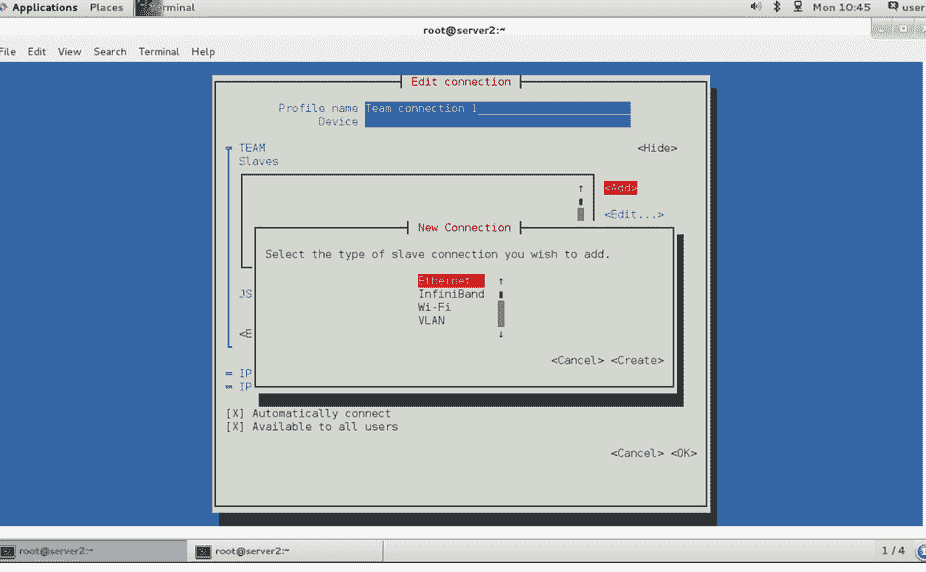 Applications Places Terminal Mon 10:45 user
root@server2:~
File Edit View Search Terminal Help
Edit connection
Profile name Team connection 1
Device
TEAM <Hide>
Slaves
<Add>
<Edit...>
New Connection
Select the type of slave connection you wish to add.
Ethernet
InfiniBand
Wi-Fi
VLAN
JS
<E
<Cancel> <Create>
IP
IP
[X] Automatically connect
[X] Available to all users
<Cancel> <OK>
root@server2:~ root@server2:~ 1 / 4